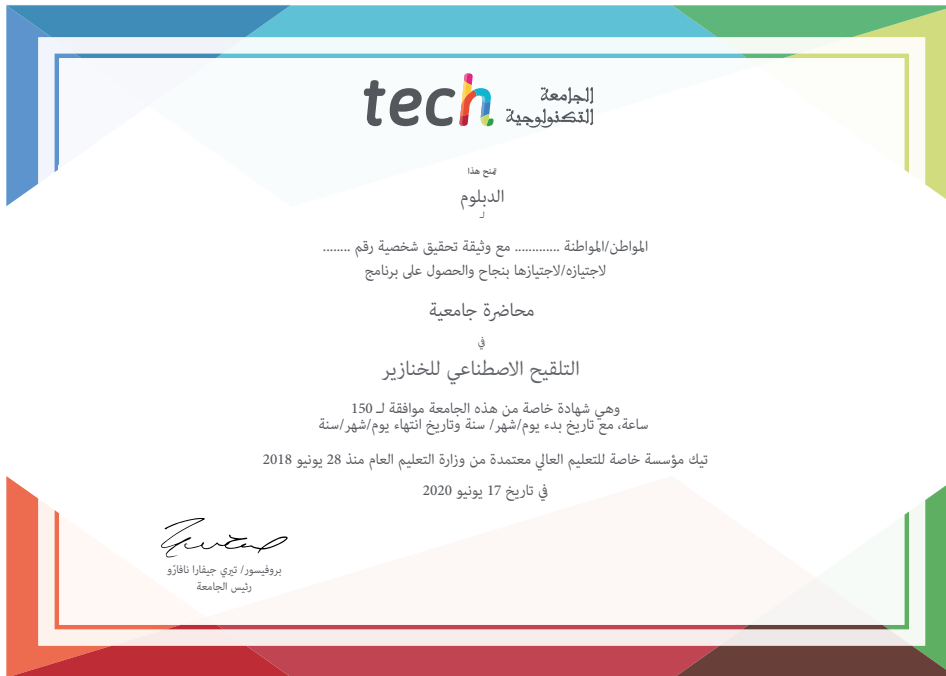 tech الجامعة
التكنولوجية
يمنح هذا
الدبلوم
لـ
المواطن/المواطنة ............. مع وثيقة تحقيق شخصية رقم ........
لاجتيازه/لاجتيازها بنجاح والحصول على برنامج
محاضرة جامعية
في
التلقيح الاصطناعي للخنازير
وهي شهادة خاصة من هذه الجامعة موافقة لـ 150
ساعة، مع تاريخ بدء يوم/شهر/ سنة وتاريخ انتهاء يوم/شهر/سنة
تيك مؤسسة خاصة للتعليم العالي معتمدة من وزارة التعليم العام منذ 28 يونيو 2018
في تاريخ 17 يونيو 2020
بروفيسور/ تيري جيفارا نافارّو
رئيس الجامعة